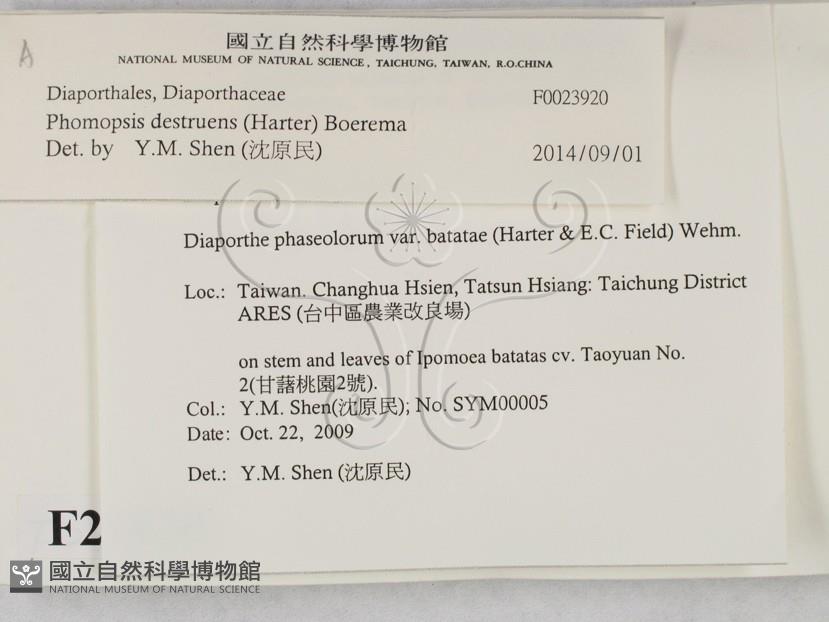 A
國立自然科學博物館
NATIONAL MUSEUM OF NATURAL SCIENCE, TAICHUNG, TAIWAN, R.O.CHINA
Diaporthales, Diaporthaceae F0023920
Phomopsis destruens (Harter) Boerema
Det. by Y.M. Shen (沈原民) 2014/09/01
Diaporthe phaseolorum var. batatae (Harter & E.C. Field) Wehm.
Loc.: Taiwan. Changhua Hsien, Tatsun Hsiang: Taichung District
ARES (台中區農業改良場)
on stem and leaves of Ipomoea batatas cv. Taoyuan No.
2(甘藷桃園2號).
Col.: Y.M. Shen(沈原民); No. SYM00005
Date: Oct. 22, 2009
Det.: Y.M. Shen (沈原民)
F2
國立自然科學博物館
NATIONAL MUSEUM OF NATURAL SCIENCE